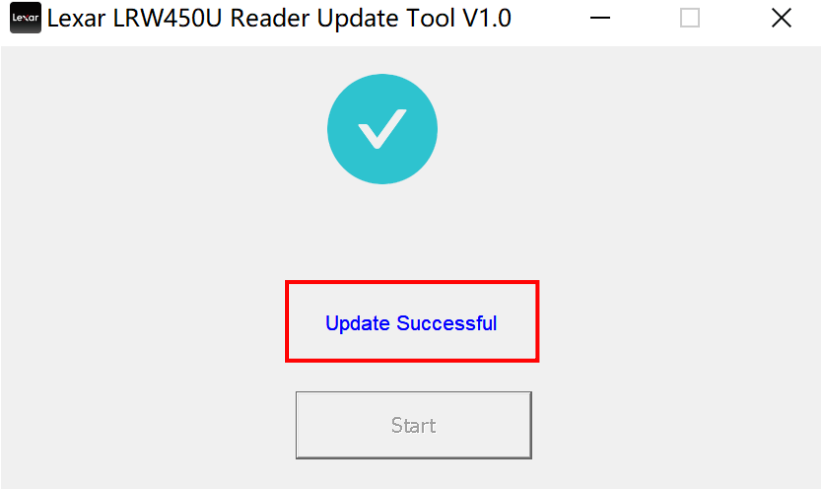 Lexar Lexar LRW450U Reader Update Tool V1.0
Update Successful
Start